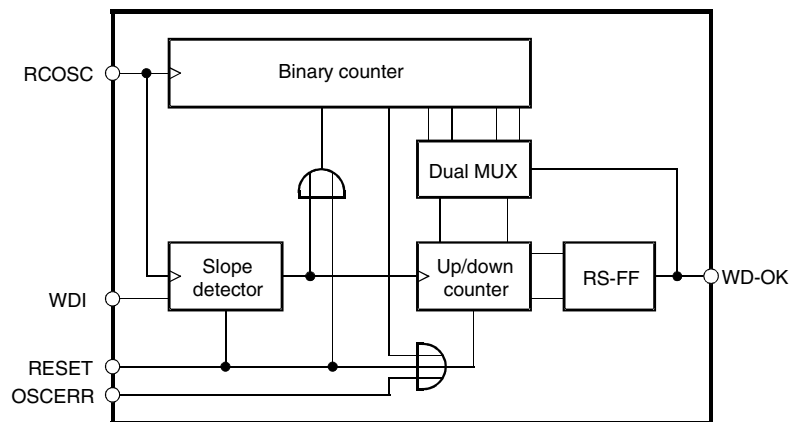 RCOSC
Binary counter
Dual MUX
Slope
detector
Up/down
counter
RS-FF
WD-OK
WDI
RESET
OSCERR